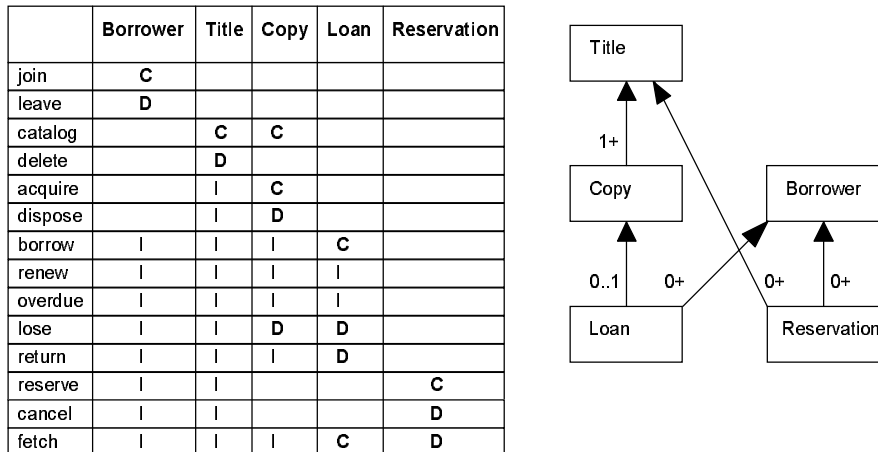 Borrower Title Copy Loan Reservation
join C
leave D
catalog C C
delete D
acquire I C
dispose I D
borrow I I I C
renew I I I I
overdue I I I I
lose I I D D
return I I I D
reserve I I C
cancel I I D
fetch I I I C D
Title
1+
Copy Borrower
0..1 0+ 0+ 0+
Loan Reservation